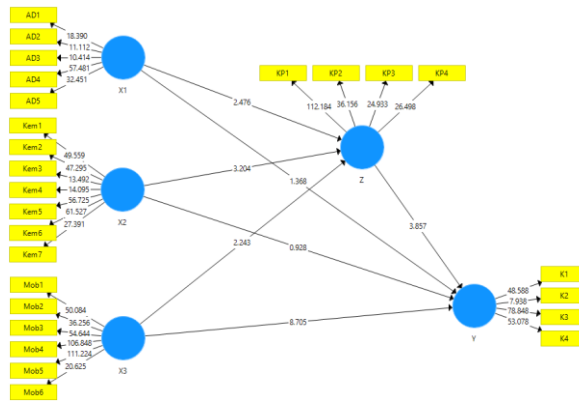 AD1
AD2
AD3
AD4
AD5
18.390
11.112
10.414
57.481
32.451
X1
Kem1
Kem2
Kem3
Kem4
Kem5
Kem6
Kem7
49.559
47.295
13.492
14.095
56.725
61.527
27.391
X2
Mob1
Mob2
Mob3
Mob4
Mob5
Mob6
50.084
36.256
54.644
106.848
111.224
20.625
X3
2.476
3.204
2.243
1.368
0.928
8.705
KP1 KP2 KP3 KP4
112.184 36.156 24.933 26.498
Z
3.857
Y
48.588
7.938
78.848
53.078
K1
K2
K3
K4